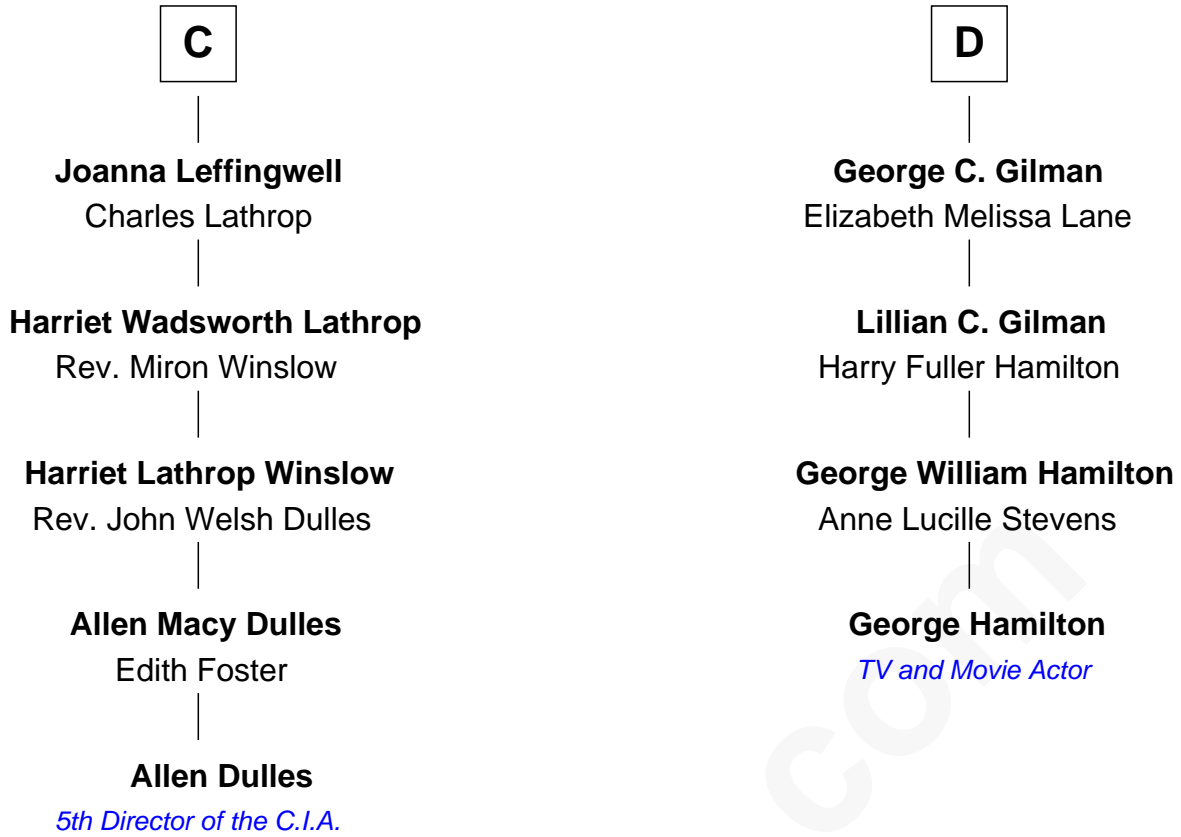 C
Joanna Leffingwell
Charles Lathrop
Harriet Wadsworth Lathrop
Rev. Miron Winslow
Harriet Lathrop Winslow
Rev. John Welsh Dulles
Allen Macy Dulles
Edith Foster
Allen Dulles
5th Director of the C.I.A.
D
George C. Gilman
Elizabeth Melissa Lane
Lillian C. Gilman
Harry Fuller Hamilton
George William Hamilton
Anne Lucille Stevens
George Hamilton
TV and Movie Actor
com